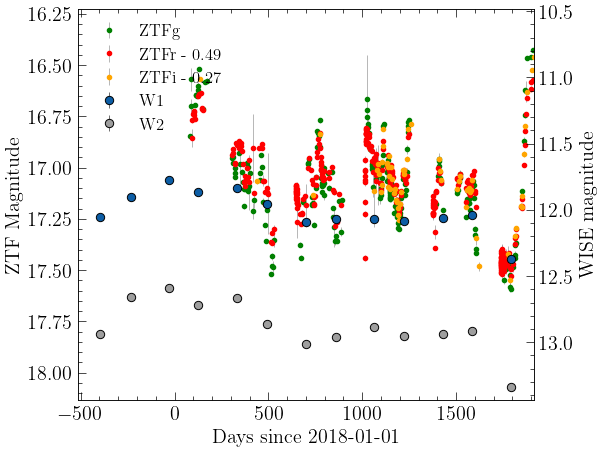 ZTFg
ZTFr - 0.49
ZTFi - 0.27
W1
W2
16.25
16.50
16.75
17.00
17.25
17.50
17.75
18.00
ZTF Magnitude
10.5
11.0
11.5
12.0
12.5
13.0
WISE magnitude
−500 0 500 1000 1500
Days since 2018-01-01